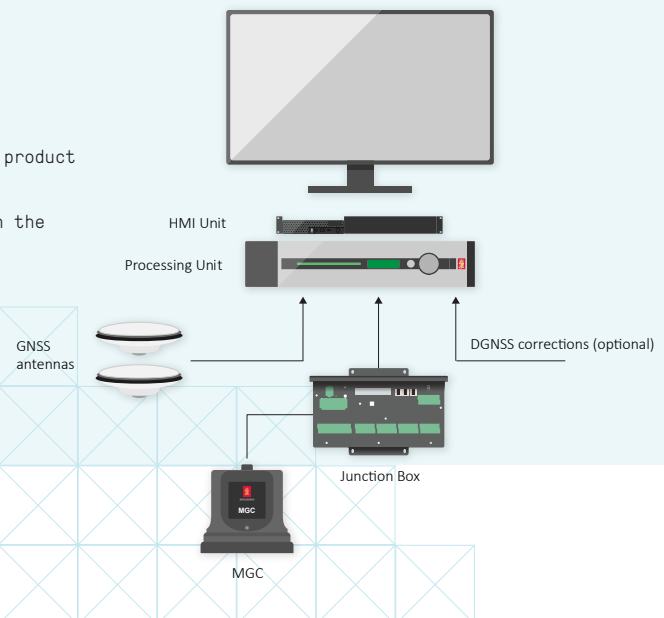 product
n the
HMI Unit
Processing Unit
GNSS
antennas
DGNSS corrections (optional)
Junction Box
MGC
MGC